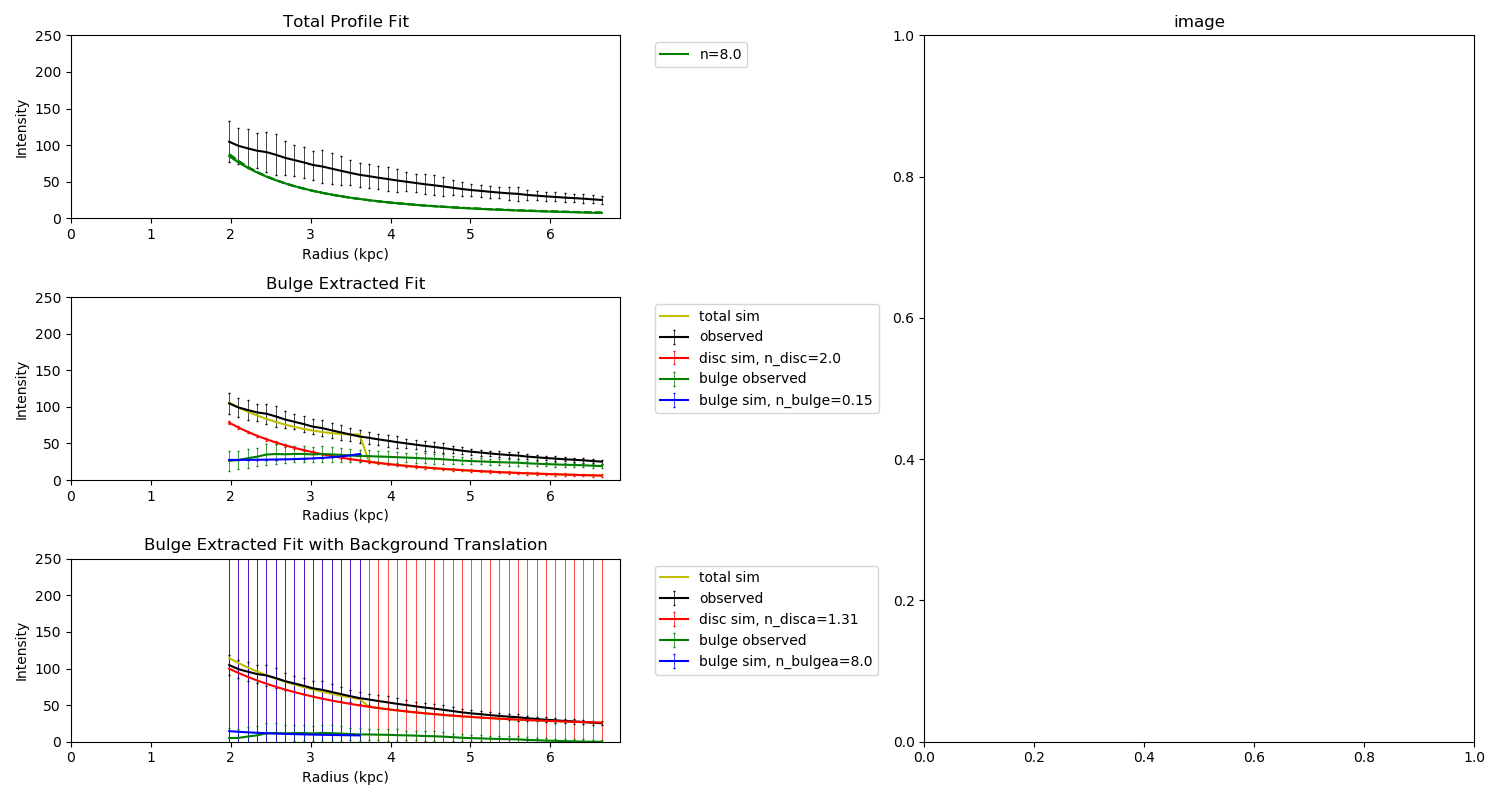 Total Profile Fit
250
200
150
100
50
0
Intensity
0 1 2 3 4 5 6
Radius (kpc)
n=8.0
Bulge Extracted Fit
250
200
150
100
50
0
Intensity
0 1 2 3 4 5 6
Radius (kpc)
total sim
observed
disc sim, n_disc=2.0
bulge observed
bulge sim, n_bulge=0.15
Bulge Extracted Fit with Background Translation
250
200
150
100
50
0
Intensity
0 1 2 3 4 5 6
Radius (kpc)
total sim
observed
disc sim, n_disca=1.31
bulge observed
bulge sim, n_bulgea=8.0
image
1.0
0.8
0.6
0.4
0.2
0.0
0.0 0.2 0.4 0.6 0.8 1.0